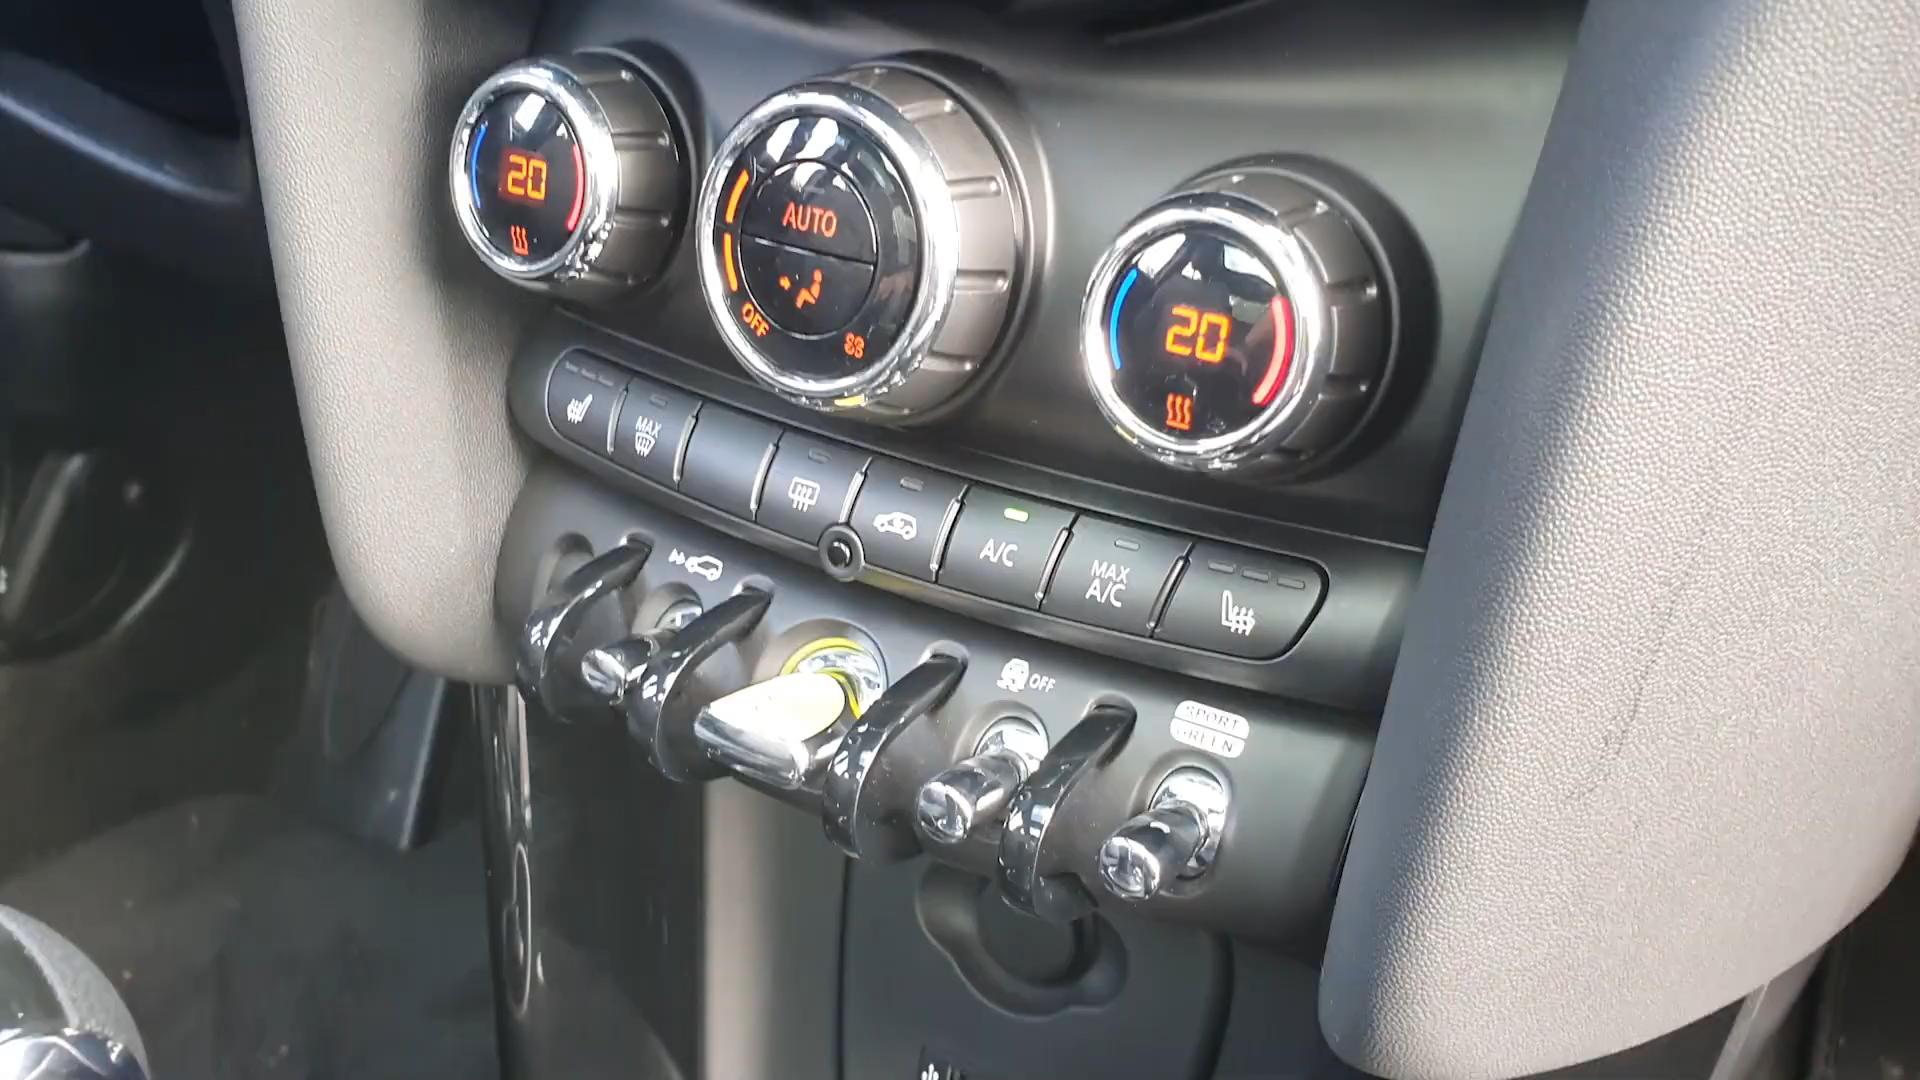 20
AUTO
OFF
20
MAX
A/C
MAX
A/C
OFF
SPORT
GREEN